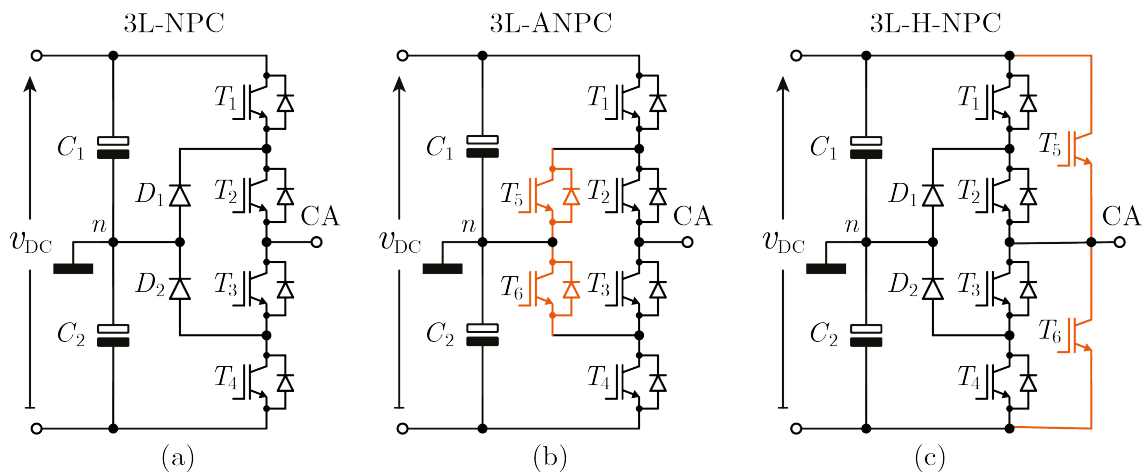 3L-NPC
T1
C1
D1
T2
CA
n
vDC
D2
T3
C2
T4
(a)
3L-ANPC
T1
C1
T5
T2
CA
n
vDC
T6
T3
C2
T4
(b)
3L-H-NPC
T1
T5
C1
D1
T2
CA
n
vDC
D2
T3
T6
C2
T4
(c)